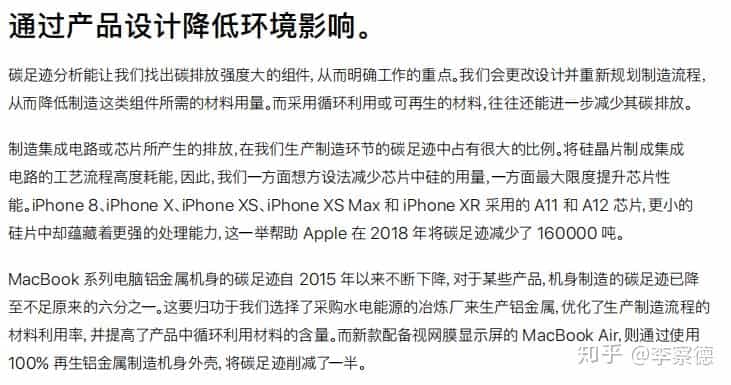 通过产品设计降低环境影响。
碳足迹分析能让我们找出碳排放强度大的组件, 从而明确工作的重点。我们会更改设计并重新规划制造流程,
从而降低制造这类组件所需的材料用量。而采用循环利用或可再生的材料, 往往还能进一步减少其碳排放。
制造集成电路或芯片所产生的排放, 在我们生产制造环节的碳足迹中占有很大的比例。将硅晶片制成集成
电路的工艺流程高度耗能, 因此, 我们一方面想方设法减少芯片中硅的用量, 一方面最大限度提升芯片性
能。iPhone 8、iPhone X、iPhone XS、iPhone XS Max 和 iPhone XR 采用的 A11 和 A12 芯片, 更小的
硅片中却蕴藏着更强的处理能力, 这一举帮助 Apple 在 2018 年将碳足迹减少了 160000 吨。
MacBook 系列电脑铝金属机身的碳足迹自 2015 年以来不断下降, 对于某些产品, 机身制造的碳足迹已降
至不足原来的六分之一。这要归功于我们选择了采购水电能源的冶炼厂来生产铝金属, 优化了生产制造流程的
材料利用率, 并提高了产品中循环利用材料的含量。而新款配备视网膜显示屏的 MacBook Air, 则通过使用
100% 再生铝金属制造机身外壳, 将碳足迹削减了一半。
知乎 @李察德